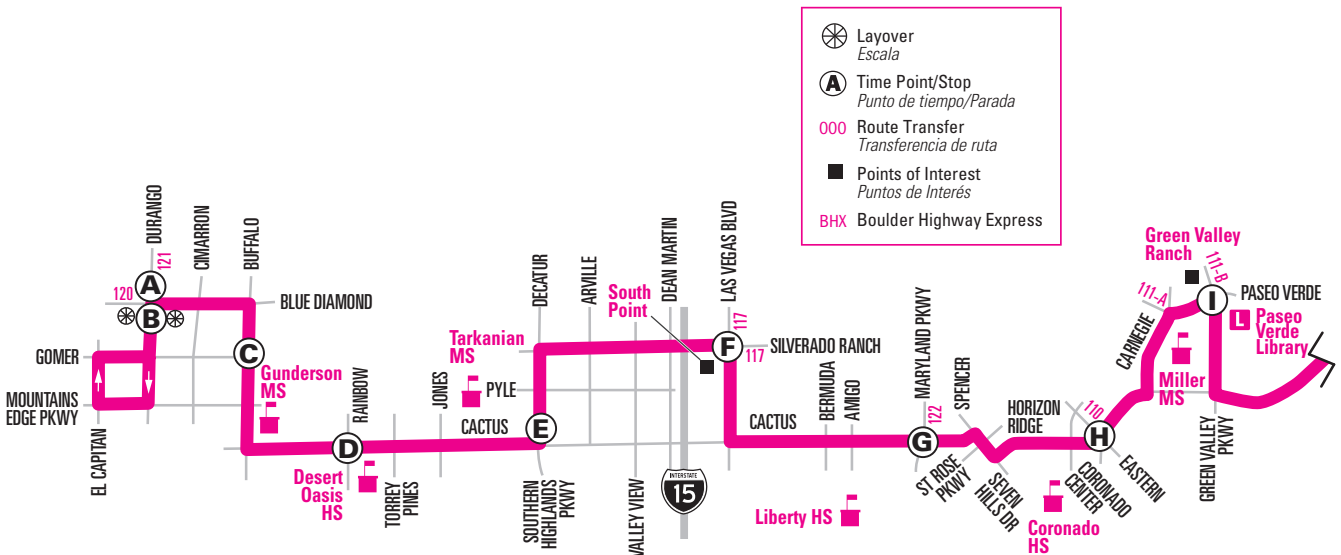 Layover
Escala
A
Time Point/Stop
Punto de tiempo/Parada
000
Route Transfer
Transferencia de ruta
Points of Interest
Puntos de Interés
BHX
Boulder Highway Express
DURANGO
121
CIMARRON
BUFFALO
120
A
B
BLUE DIAMOND
C
GOMER
MOUNTAINS
EDGE PKWY
EL CAPITAN
Gunderson
MS
RAINBOW
D
Desert
Oasis
HS
TORREY
PINES
JONES
Tarkanian
MS
PYLE
CACTUS
E
DECATUR
ARVILLE
SOUTHERN
HIGHLANDS
PKWY
VALLEY VIEW
South
Point
DEAN MARTIN
INTERSTATE
15
LAS VEGAS BLVD
117
F
117
SILVERADO RANCH
CACTUS
BERMUDA
AMIGO
Liberty HS
MARYLAND PKWY
122
G
SPENCER
ST. ROSE
PKWY
HORIZON
RIDGE
SEVEN
HILLS DR
Coronado
HS
CORONADO
CENTER
110
H
EASTERN
CARNEGIE
111-A
Green Valley
Ranch
111-B
I
PASEO VERDE
L
Paseo
Verde
Library
Miller
MS
GREEN VALLEY
PKWY